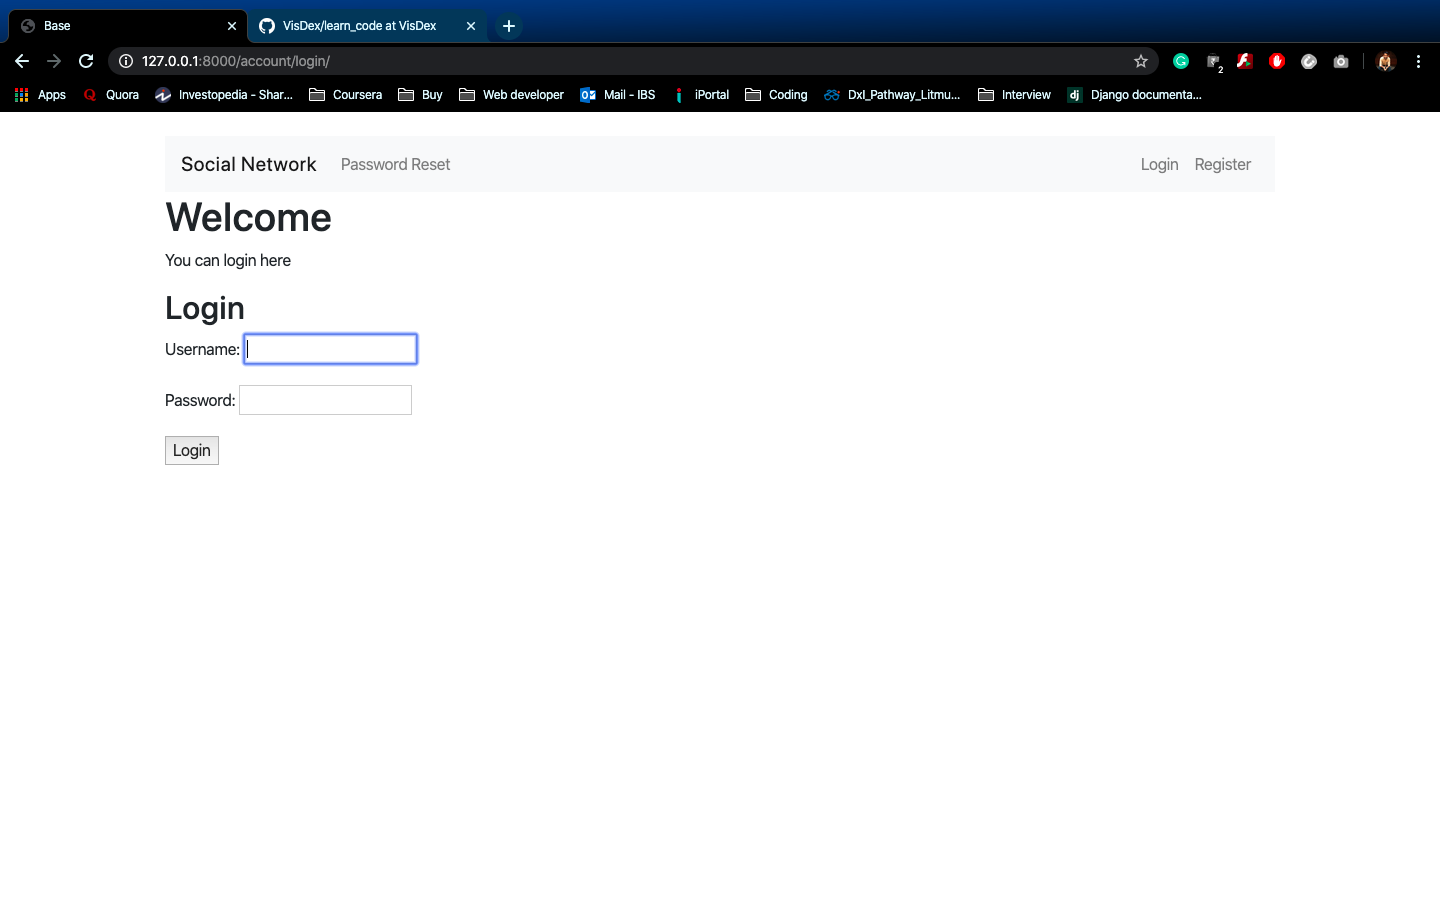 Base
VisDex/learn_code at VisDex
127.0.0.1:8000/account/login/
2
Apps
Quora
Investopedia - Shar...
Coursera
Buy
Web developer
Mail - IBS
iPortal
Coding
Dxl_Pathway_Litmu...
Interview
dj
Django documenta...
Social Network
Password Reset
Login
Register
Welcome
You can login here
Login
Username:
Password:
Login